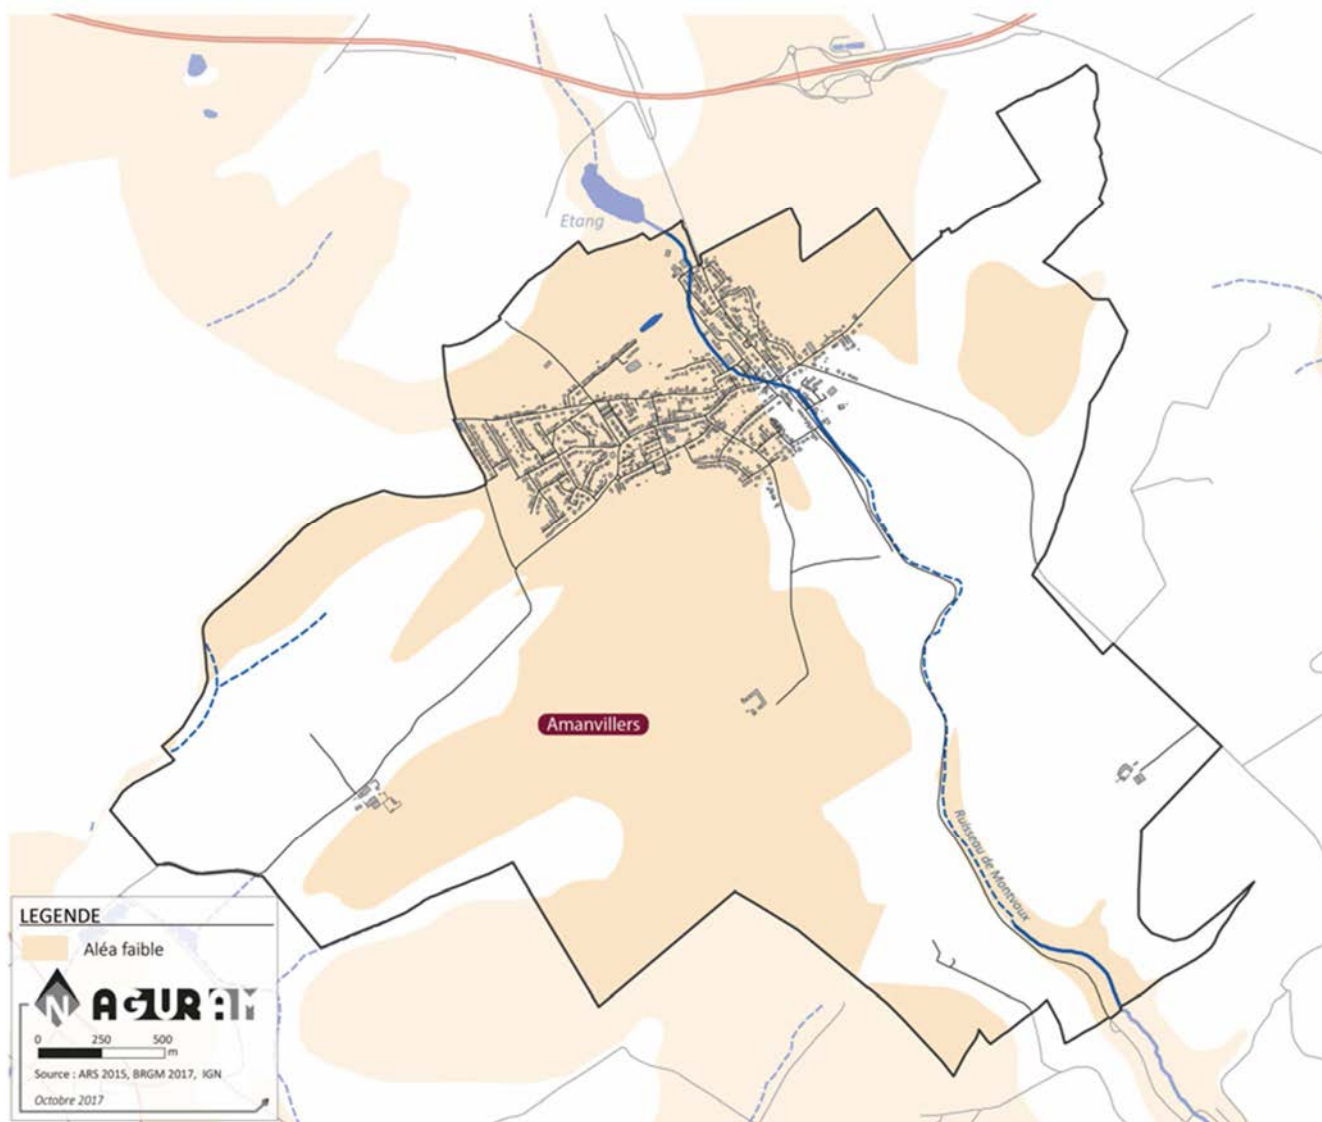 Etang
Amanvillers
Ruisseau de Montvaux
LEGENDE
Aléa faible
N AGURAM
0 250 500
m
Source : ARS 2015, BRGM 2017, IGN
Octobre 2017